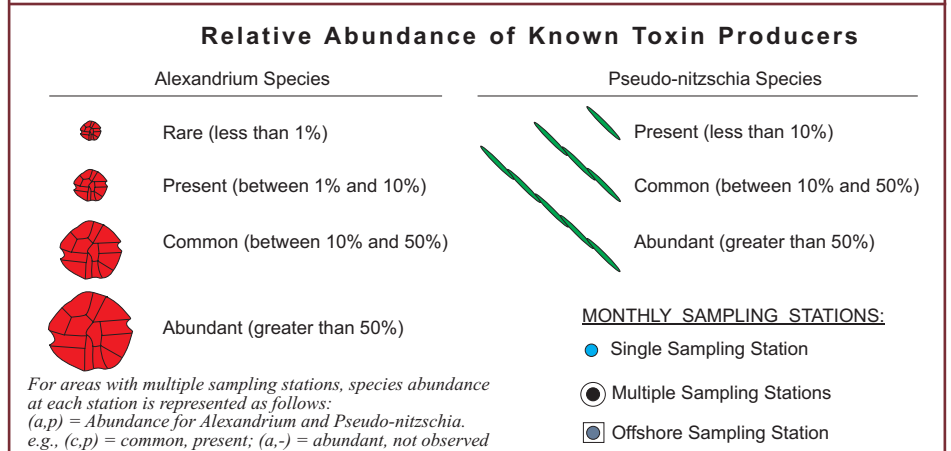 Relative Abundance of Known Toxin Producers
Alexandrium Species
Rare (less than 1%)
Present (between 1% and 10%)
Common (between 10% and 50%)
Abundant (greater than 50%)
For areas with multiple sampling stations, species abundance
at each station is represented as follows:
(a,p) = Abundance for Alexandrium and Pseudo-nitzschia.
e.g., (c,p) = common, present; (a,-) = abundant, not observed
Pseudo-nitzschia Species
Present (less than 10%)
Common (between 10% and 50%)
Abundant (greater than 50%)
MONTHLY SAMPLING STATIONS:
Single Sampling Station
Multiple Sampling Stations
Offshore Sampling Station